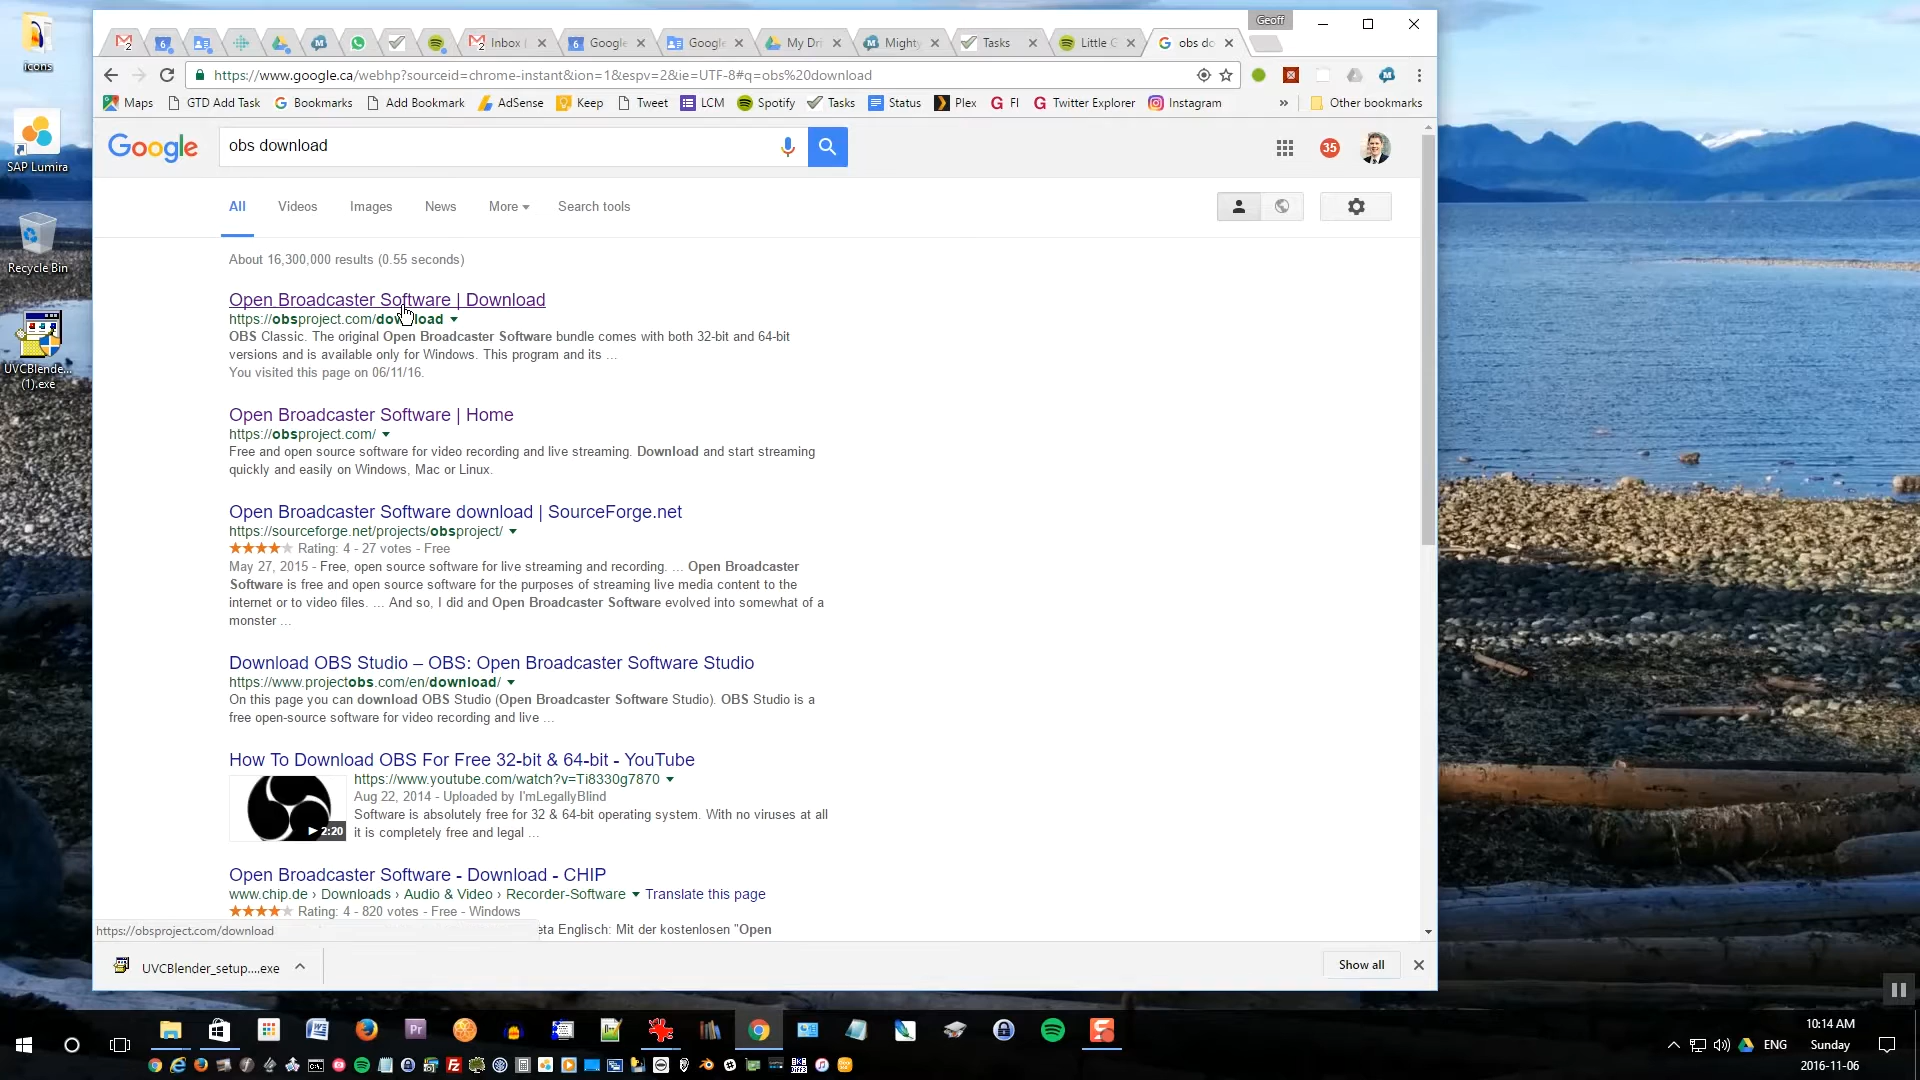 icons
SAP Lumira
Recycle Bin
UVCBlende...
(1).exe
Geoff
Inbox
Google
Google
My Dri
Mighty
Tasks
Little G
obs do
https://www.google.ca/webhp?sourceid=chrome-instant&ion=1&espv=2&ie=UTF-8#q=obs%20download
Maps GTD Add Task Bookmarks Add Bookmark AdSense Keep Tweet LCM Spotify Tasks Status Plex FI Twitter Explorer Instagram » Other bookmarks
Google obs download 35
All Videos Images News More Search tools
About 16,300,000 results (0.55 seconds)
Open Broadcaster Software | Download
https://obsproject.com/download
OBS Classic. The original Open Broadcaster Software bundle comes with both 32-bit and 64-bit
versions and is available only for Windows. This program and its ...
You visited this page on 06/11/16.
Open Broadcaster Software | Home
https://obsproject.com/
Free and open source software for video recording and live streaming. Download and start streaming
quickly and easily on Windows, Mac or Linux.
Open Broadcaster Software download | SourceForge.net
https://sourceforge.net/projects/obsproject/
Rating: 4 - 27 votes - Free
May 27, 2015 - Free, open source software for live streaming and recording. ... Open Broadcaster
Software is free and open source software for the purposes of streaming live media content to the
internet or to video files. ... And so, I did and Open Broadcaster Software evolved into somewhat of a
monster ...
Download OBS Studio – OBS: Open Broadcaster Software Studio
https://www.projectobs.com/en/download/
On this page you can download OBS Studio (Open Broadcaster Software Studio). OBS Studio is a
free open-source software for video recording and live ...
How To Download OBS For Free 32-bit & 64-bit - YouTube
https://www.youtube.com/watch?v=Ti8330g7870
Aug 22, 2014 - Uploaded by I'mLegallyBlind
Software is absolutely free for 32 & 64-bit operating system. With no viruses at all
it is completely free and legal ...
2:20
Open Broadcaster Software - Download - CHIP
www.chip.de › Downloads › Audio & Video › Recorder-Software Translate this page
Rating: 4 - 820 votes - Free - Windows
eta Englisch: Mit der kostenlosen "Open
https://obsproject.com/download
UVCBlender_setup....exe
Show all
10:14 AM
ENG Sunday
2016-11-06